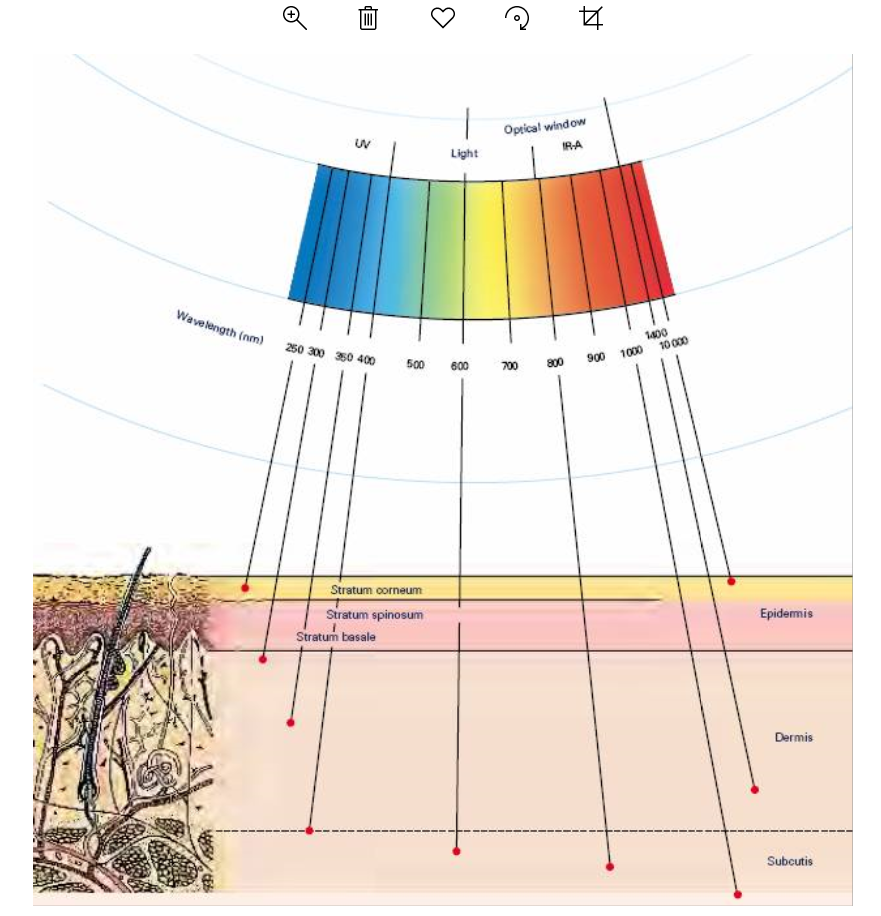 Optical window
UV
Light
IR-A
Wavelength (nm)
250
300
350
400
500
600
700
800
900
1000
1400
10 000
Stratum corneum
Stratum spinosum
Epidermis
Stratum basale
Dermis
Subcutis